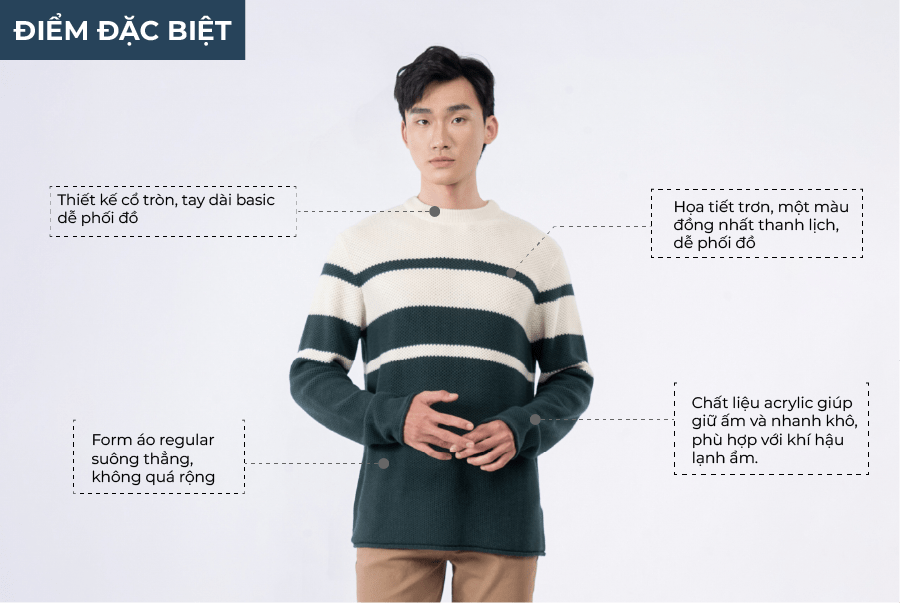 ĐIỂM ĐẶC BIỆT
Thiết kế cổ tròn, tay dài basic
dễ phối đồ
Họa tiết trơn, một màu
đồng nhất thanh lịch,
dễ phối đồ
Form áo regular
suông thẳng,
không quá rộng
Chất liệu acrylic giúp
giữ ấm và nhanh khô,
phù hợp với khí hậu
lạnh ẩm.